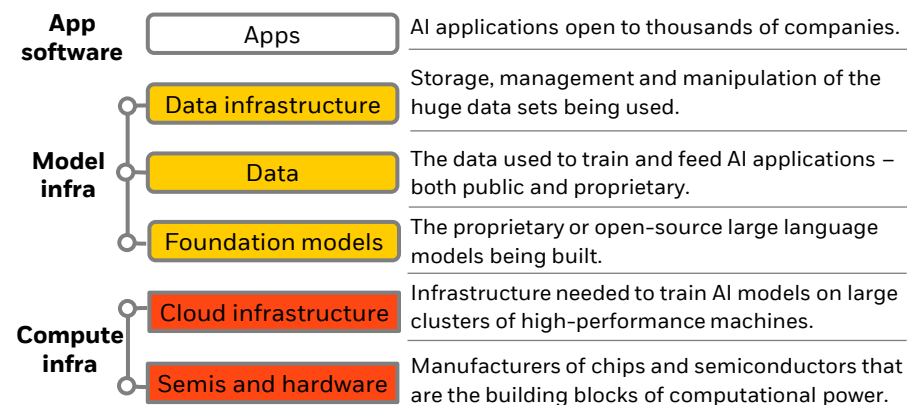 App
software
Apps
AI applications open to thousands of companies.
Data infrastructure
Storage, management and manipulation of the
huge data sets being used.
Model
infra
Data
The data used to train and feed AI applications –
both public and proprietary.
Foundation models
The proprietary or open-source large language
models being built.
Compute
infra
Cloud infrastructure
Infrastructure needed to train AI models on large
clusters of high-performance machines.
Semis and hardware
Manufacturers of chips and semiconductors that
are the building blocks of computational power.